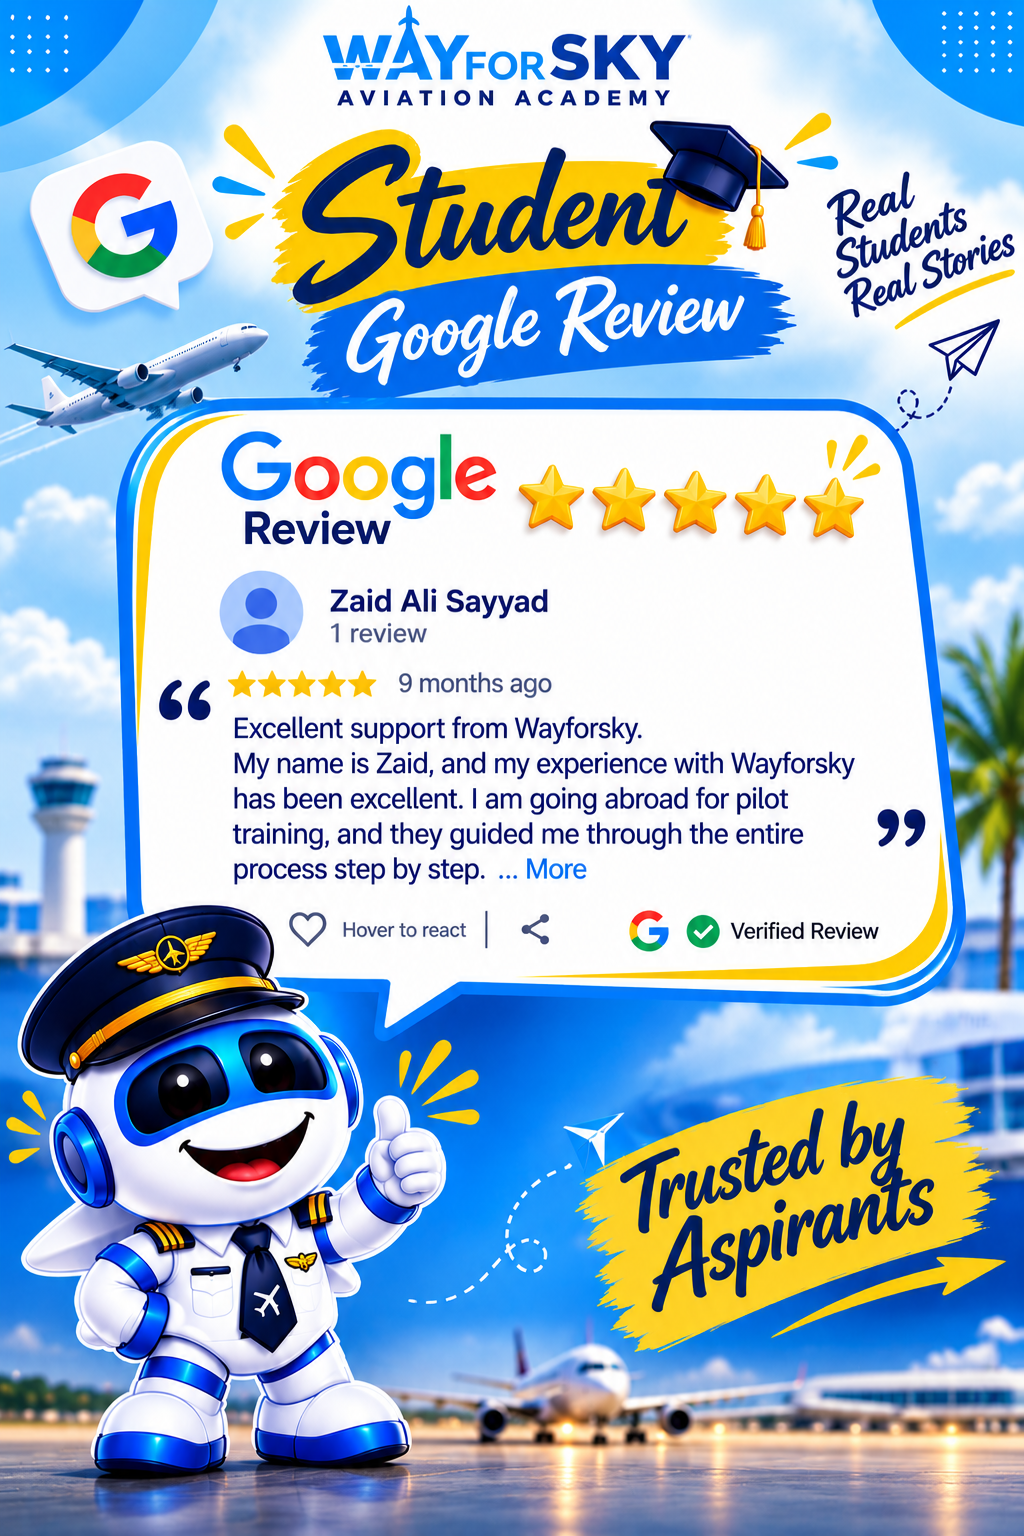 WAY FOR SKY
AVIATION ACADEMY
Student
Google Review
Real
Students
Real Stories
G
Google
Review
Zaid Ali Sayyad
1 review
9 months ago
“
Excellent support from Wayforsky.
My name is Zaid, and my experience with Wayforsky
has been excellent. I am going abroad for pilot
training, and they guided me through the entire
process step by step. ... More
”
Hover to react
G Verified Review
Trusted by
Aspirants